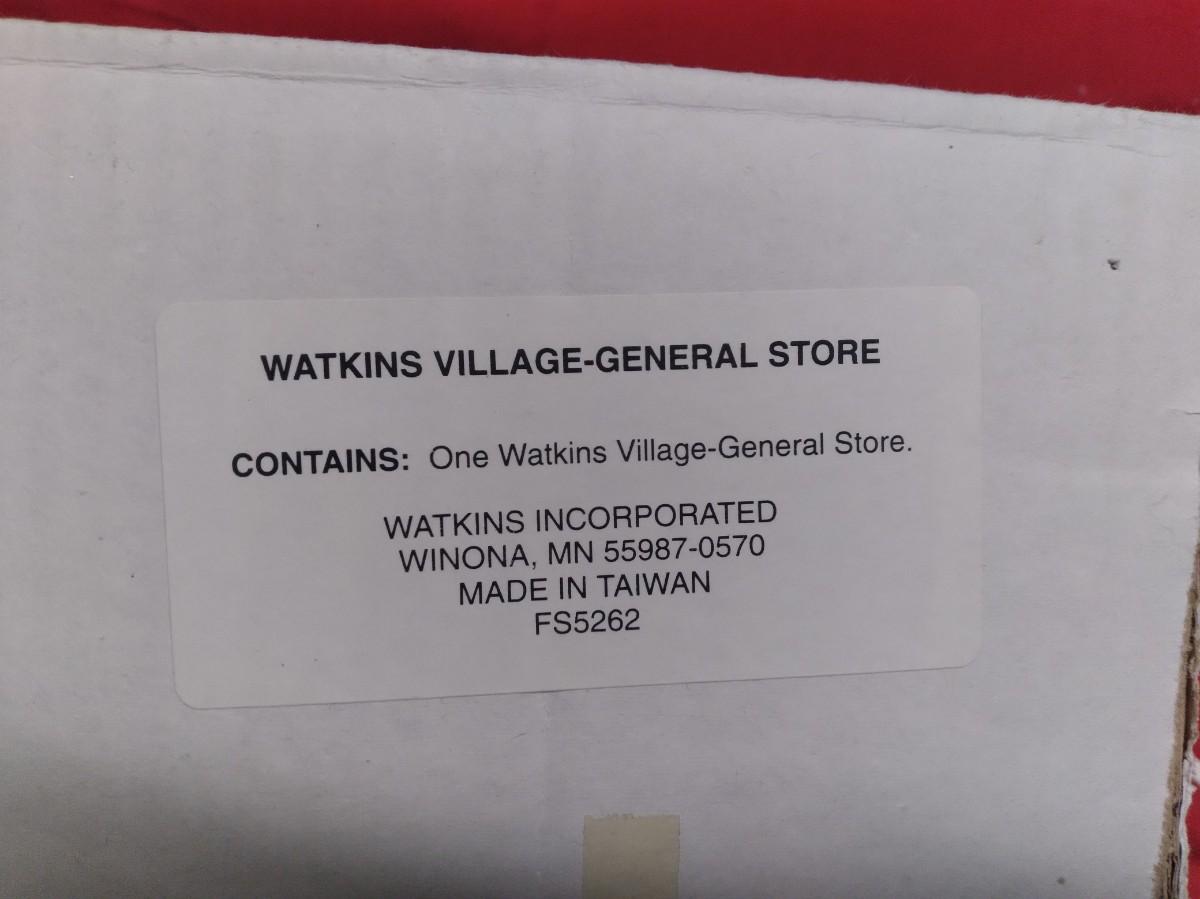 WATKINS VILLAGE-GENERAL STORE
CONTAINS: One Watkins Village-General Store.
WATKINS INCORPORATED
WINONA, MN 55987-0570
MADE IN TAIWAN
FS5262